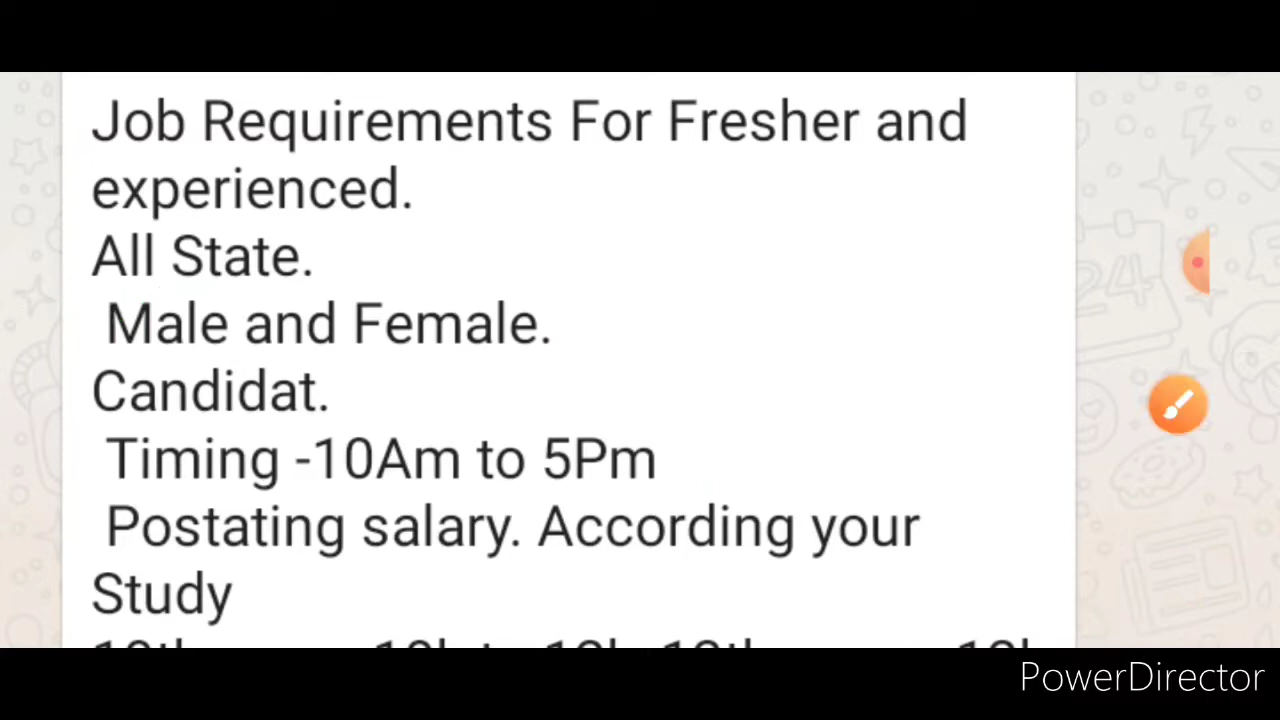 Job Requirements For Fresher and
experienced.
All State.
Male and Female.
Candidat.
Timing -10Am to 5Pm
Postating salary. According your
Study
PowerDirector